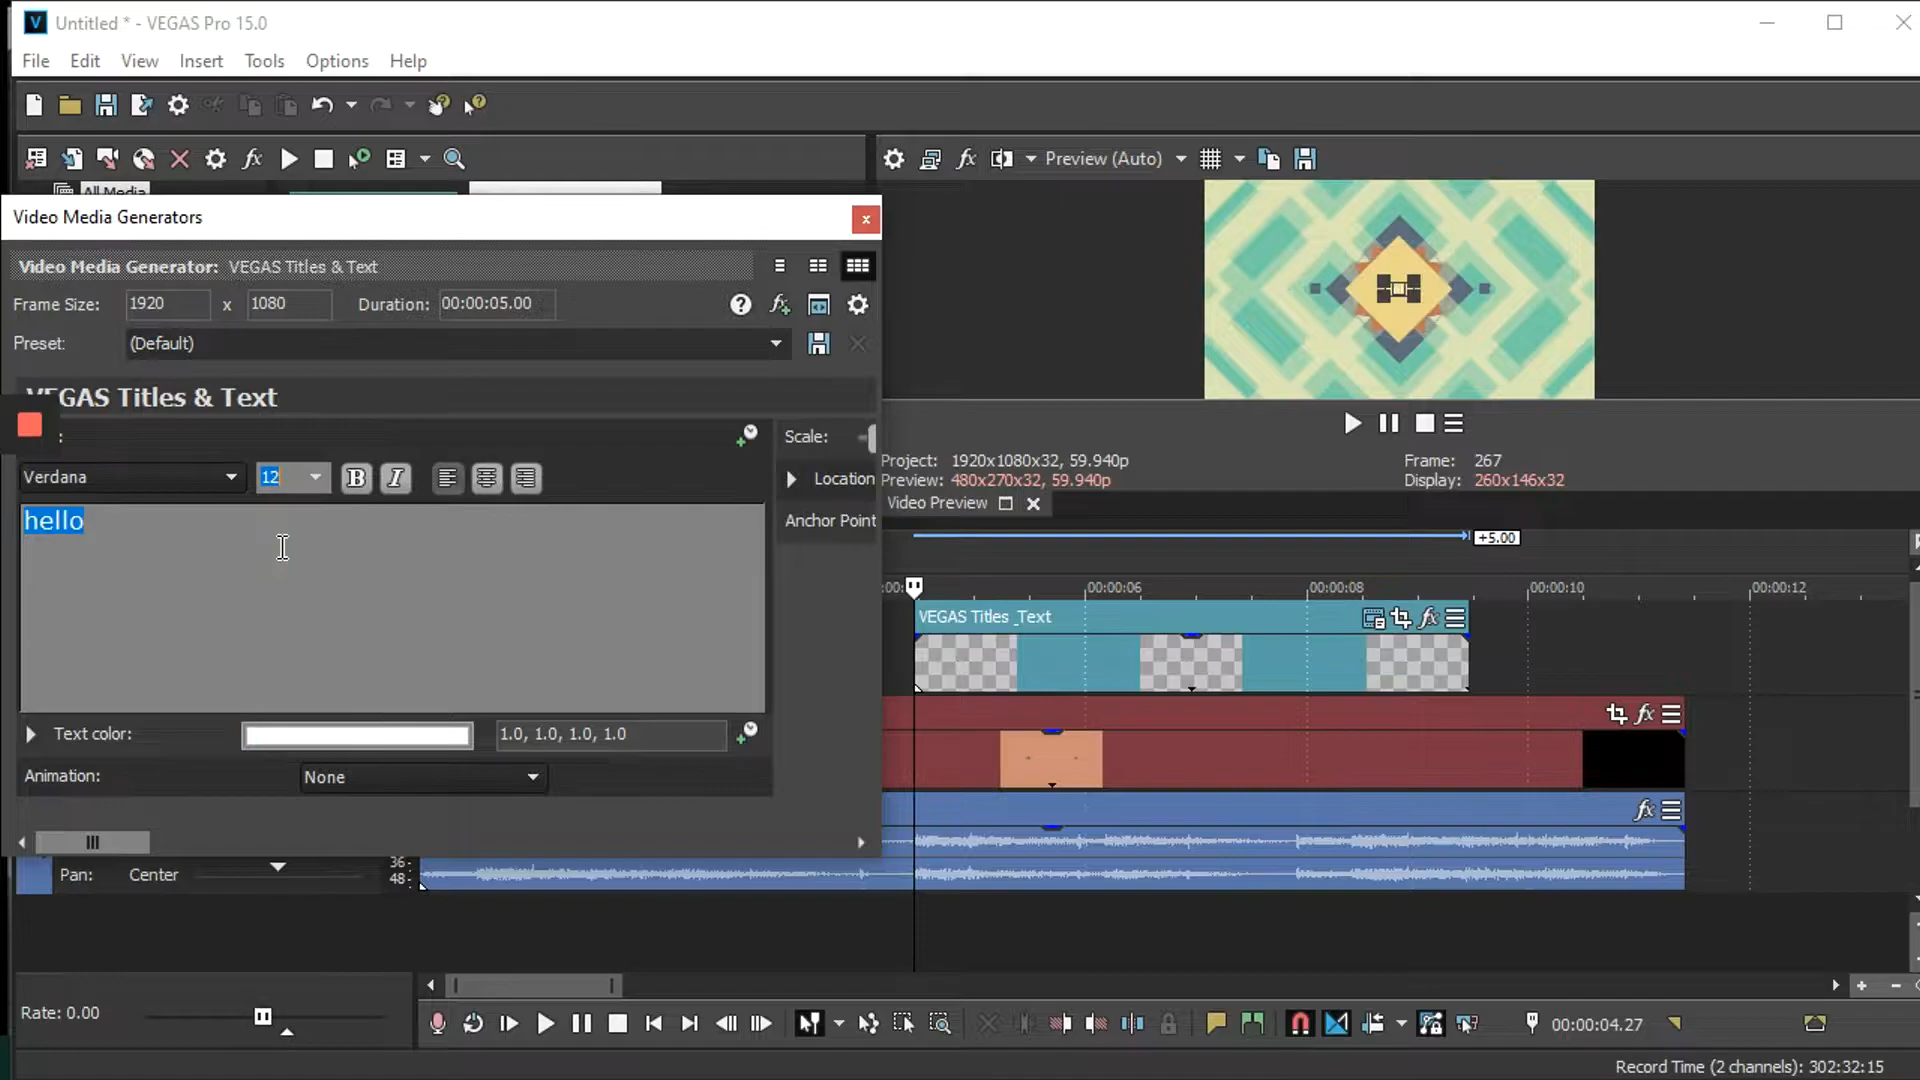 Untitled * - VEGAS Pro 15.0
File Edit View Insert Tools Options Help
All Media
Preview (Auto)
Video Media Generators
Video Media Generator: VEGAS Titles & Text
Frame Size: 1920 x 1080 Duration: 00:00:05.00
Preset: (Default)
VEGAS Titles & Text
:
Scale:
Verdana 12 B I
Location
hello
Anchor Point
Text color: 1.0, 1.0, 1.0, 1.0
Animation: None
Project: 1920x1080x32, 59.940p
Preview: 480x270x32, 59.940p
Frame: 267
Display: 260x146x32
Video Preview
+5.00
00:00:06 00:00:08 00:00:10 00:00:12
VEGAS Titles _Text
Pan: Center
36
48
Rate: 0.00
00:00:04.27
Record Time (2 channels): 302:32:15